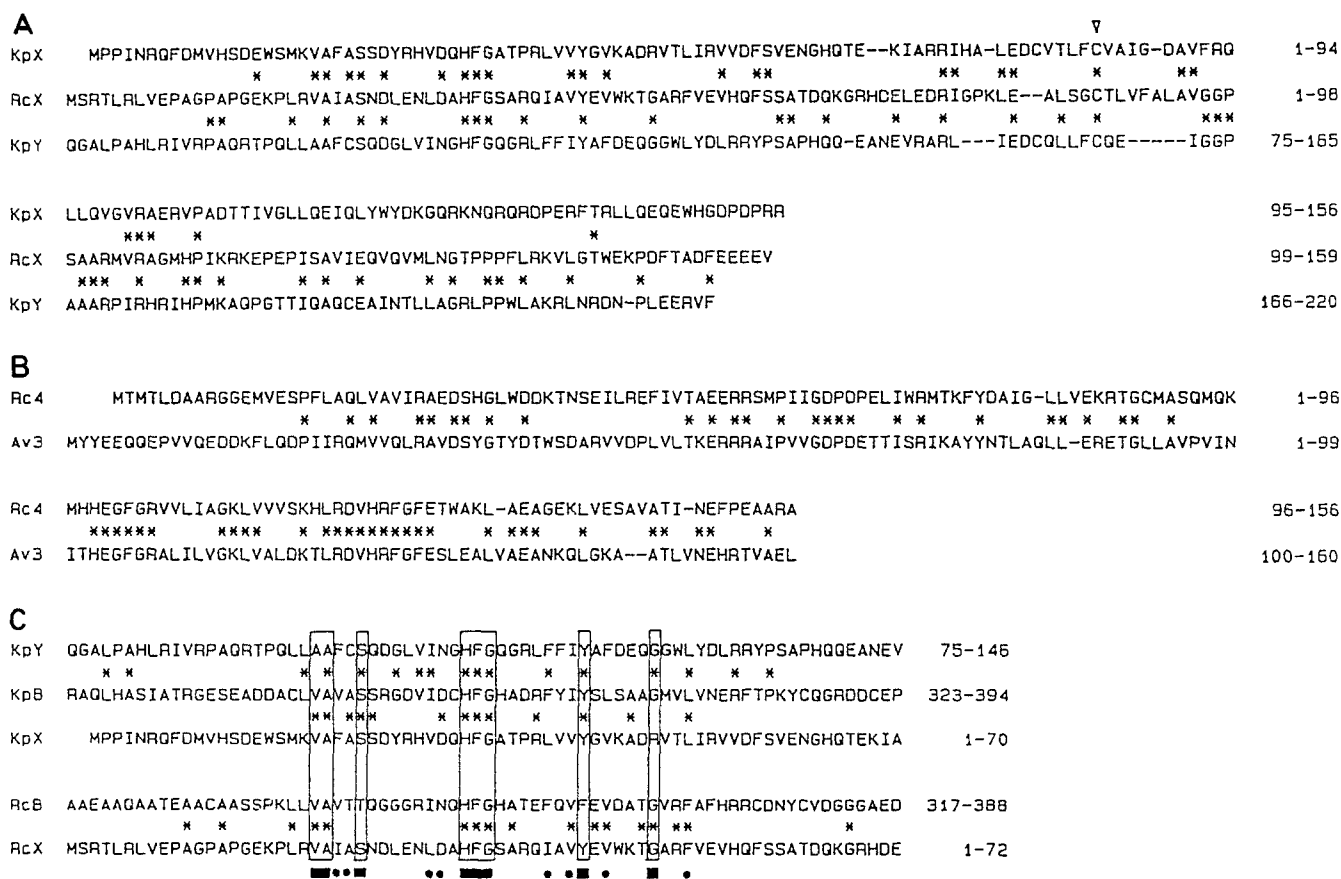 A
KpX MPPINRQFDMVHSDEWSMKVAFASSDYRHVDQHFGATPRLVVYGVKADRVTLIRVVDFSVENGHQTE--KIARRIHA-LEDCVTLFCVAIG-DAVFRQ 1-94
RcX MSRTLRLVEPAGPAPGEKPLRVAIASNDLENLDAHFGSARQIAVYEVWKTGARFVEVHQFSSATDQKGRHDELEDRIGPKLE--ALSGCTLVFALAVGGP 1-98
KpY QGALPAHLRIVRPAQRTPQLLAAFCSQDGLVINGHFGQGRLFFIYAFDEQGGWLYDLRRYPSAPHQQ-EANEVRARL---IEDCQLLFCQE-----IGGP 75-165
KpX LLQVGVRAERVPADTTIVGLLQEIQLYWYDKGQRKNQRQRDPERFTRLLQEQEWHGDPDPRR 95-156
RcX SAARMVRAGMHPIKRKEPEPISAVIEQVQVMLNGTPPPFLRKVLGTWEKPDFTADFEEEEV 99-159
KpY AAARPIRHRIHPMKAQPGTTIQAQCEAINTLLAGRLPPWLAKRLNRDN-PLEERVF 166-220
B
Rc4 MTMTLDAARGGEMVESPFLAQLVAVIRAEDSHGLWDDKTNSEILREFIVTAEERRSMPIIGDPDPELIWRMTKFYDAIG-LLVEKRTGCMASQMQK 1-96
Av3 MYYEEQQEPVVQEDDKFLQDPIIRQMVVQLRAVDSYGTYDTWSDARVVDPLVLTKERRRAIPVVGDPDETTISRIKAYYNTLAQLL-ERETGLLAVPVIN 1-99
Rc4 MHHEGFGRVVLIAGKLVVVSKHLRDVHRFGFETWAKL-AEAGEKLVESAVATI-NEFPEAARA 96-156
Av3 ITHEGFGRALILVGKLVALDKTLRDVHRFGFESLEALVAEANKQLGKA--ATLVNEHRTVAEL 100-160
C
KpY QGALPAHLRIVRPAQRTPQLLAAFCSQDGLVINGHFGQGRLFFIYAFDEQGGWLYDLRRYPSAPHQQEANEV 75-146
KpB RAQLHASIATRGESEADDACLVAVASSRGDVIDCHFGHADRFYIYSLSAAGMVLVNERFTPKYCQGRDDCEP 323-394
KpX MPPINRQFDMVHSDEWSMKVAFASSDYRHVDQHFGATPRLVVYGVKADRVTLIRVVDFSVENGHQTEKIA 1-70
RcB AAEAAQAATEAACAASSPKLLVAVTTQGGGRINQHFGHATEFQVFEVDATGVRFAFHRRCDNYCVDGGGAED 317-388
RcX MSRTLRLVEPAGPAPGEKPLRVAIASNDLENLDAHFGSARQIAVYEVWKTGARFVEVHQFSSATDQKGRHDE 1-72